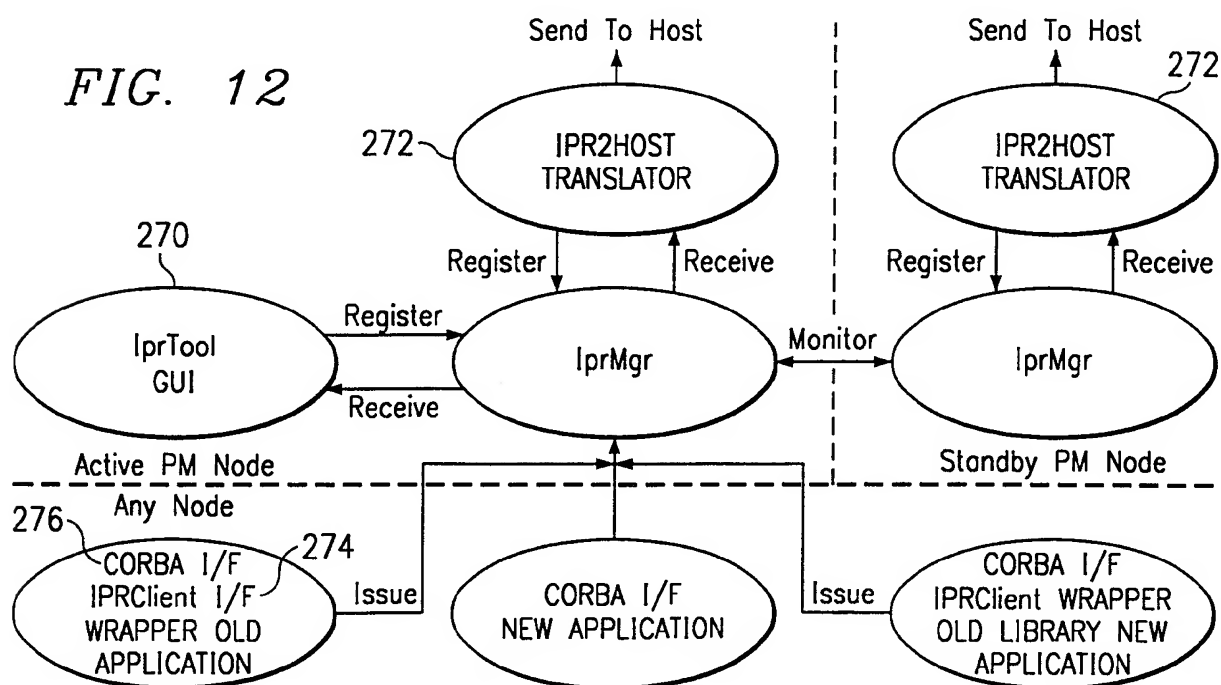 Send To Host
Send To Host
FIG. 12
272
272
IPR2HOST
TRANSLATOR
IPR2HOST
TRANSLATOR
270
Register
Receive
Register
Receive
IprTool
GUI
Register
Receive
IprMgr
Monitor
IprMgr
Active PM Node
Standby PM Node
Any Node
276
274
CORBA I/F
IPRClient I/F
WRAPPER OLD
APPLICATION
Issue
CORBA I/F
NEW APPLICATION
Issue
CORBA I/F
IPRClient WRAPPER
OLD LIBRARY NEW
APPLICATION